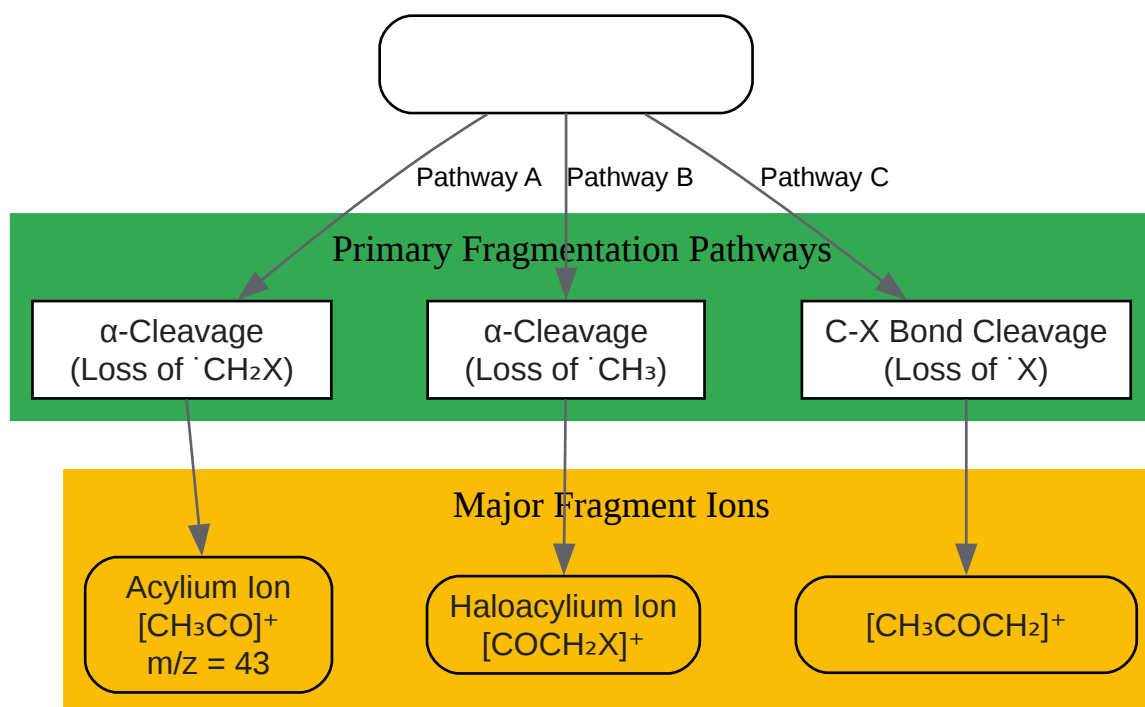 Pathway A
Pathway B
Pathway C
Primary Fragmentation Pathways
α-Cleavage
(Loss of ˙CH₂X)
α-Cleavage
(Loss of ˙CH₃)
C-X Bond Cleavage
(Loss of ˙X)
Major Fragment Ions
Acylium Ion
[CH₃CO]⁺
m/z = 43
Haloacylium Ion
[COCH₂X]⁺
[CH₃COCH₂]⁺